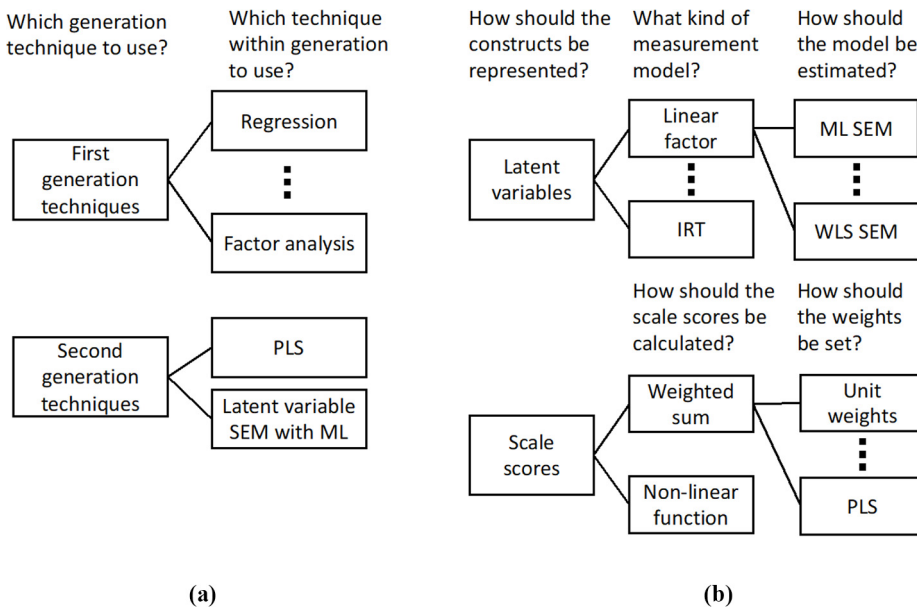 Which generation
technique to use?
Which technique
within generation
to use?
First
generation
techniques
Regression
Factor analysis
Second
generation
techniques
PLS
Latent variable
SEM with ML
(a)
How should the
constructs be
represented?
What kind of
measurement
model?
How should
the model be
estimated?
Latent
variables
Linear
factor
IRT
ML SEM
WLS SEM
How should the
scale scores be
calculated?
How should
the weights
be set?
Scale
scores
Weighted
sum
Non-linear
function
Unit
weights
PLS
(b)